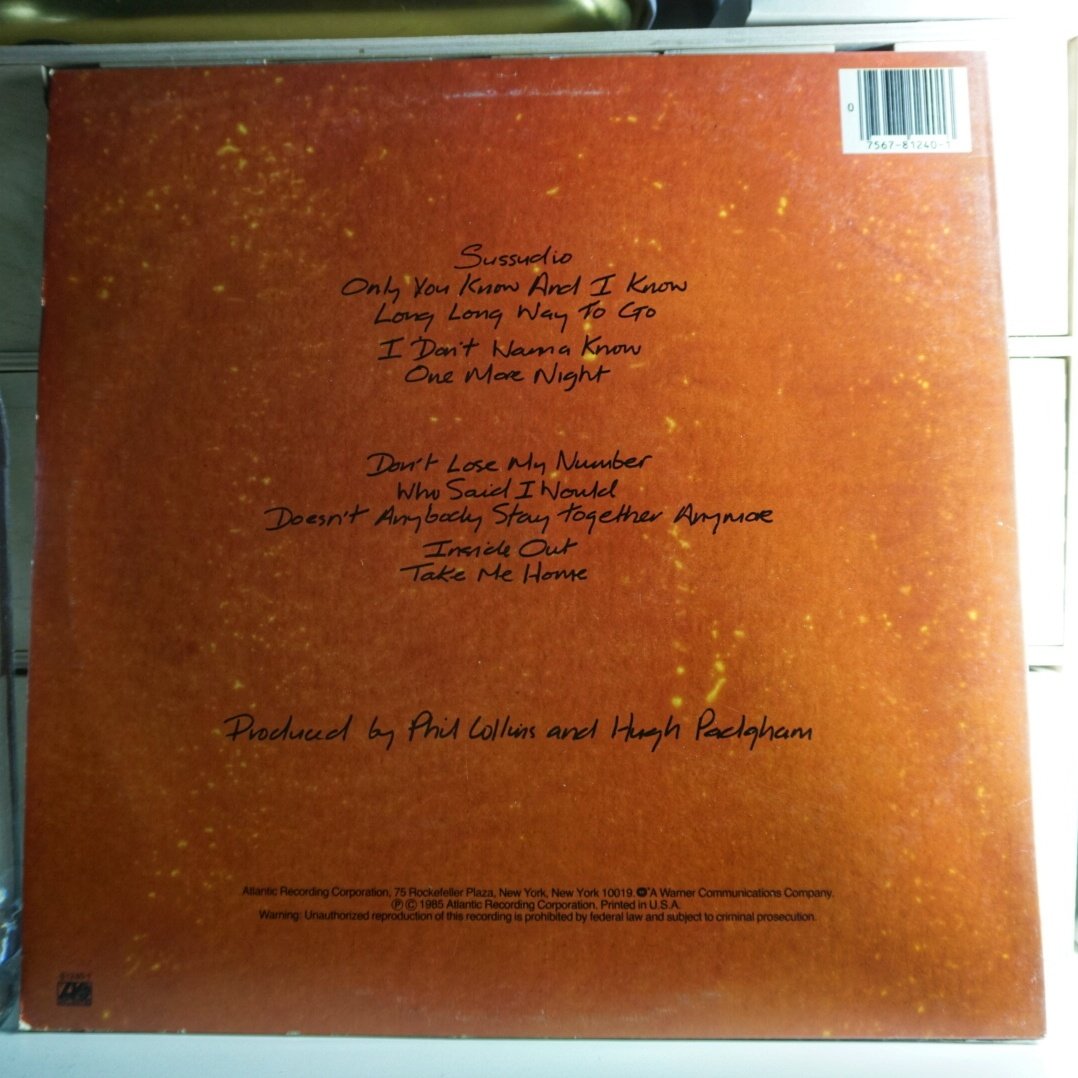 0
7567-81240-1
Sussudio
Only You Know And I Know
Long Long Way To Go
I Don't Wanna Know
One More Night
Don't Lose My Number
Who Said I Would
Doesn't Anybody Stay Together Anymore
Inside Out
Take Me Home
Produced by Phil Collins and Hugh Padgham
Atlantic Recording Corporation, 75 Rockefeller Plaza, New York, New York 10019. A Warner Communications Company.
℗ © 1985 Atlantic Recording Corporation. Printed in U.S.A.
Warning: Unauthorized reproduction of this recording is prohibited by federal law and subject to criminal prosecution.